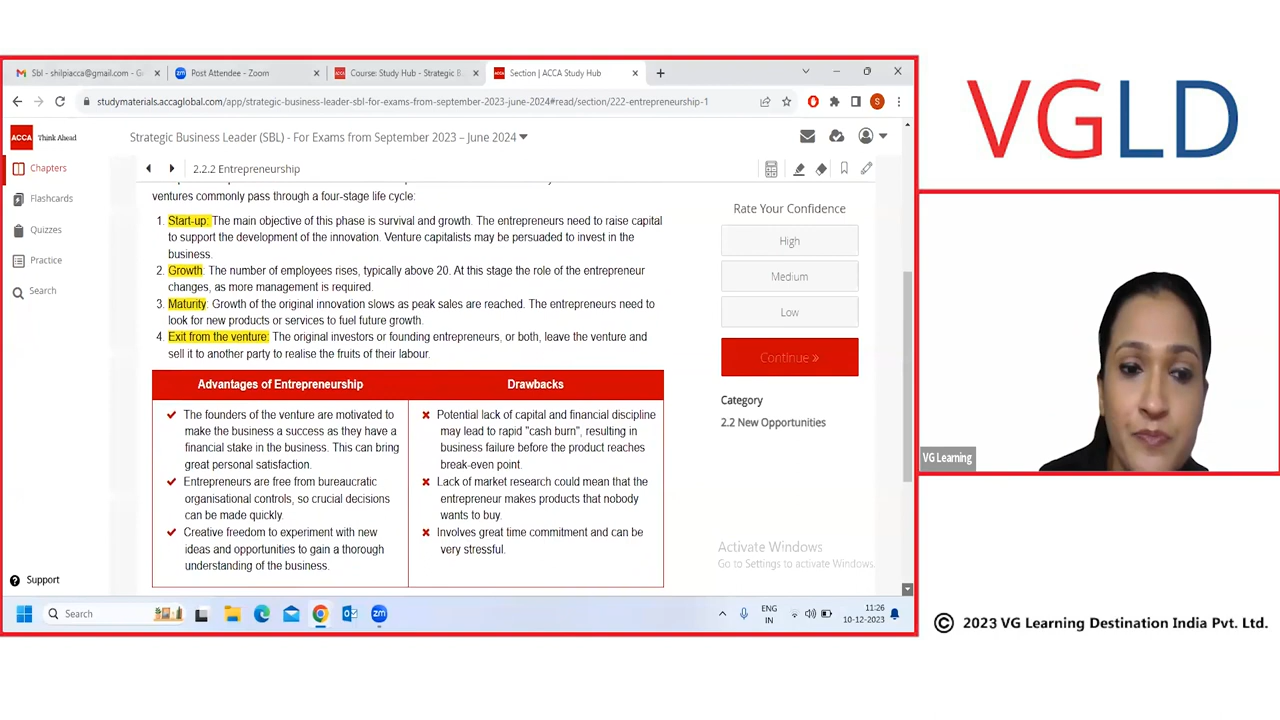 Sbl - shilpiacca@gmail.com - G
Post Attendee - Zoom
Course: Study Hub - Strategic B
Section | ACCA Study Hub
studymaterials.accaglobal.com/app/strategic-business-leader-sbl-for-exams-from-september-2023-june-2024#read/section/222-entrepreneurship-1
S
ACCA Think Ahead
Strategic Business Leader (SBL) - For Exams from September 2023 – June 2024
Chapters
Flashcards
Quizzes
Practice
Search
Support
2.2.2 Entrepreneurship
ventures commonly pass through a four-stage life cycle:
1. Start-up: The main objective of this phase is survival and growth. The entrepreneurs need to raise capital
to support the development of the innovation. Venture capitalists may be persuaded to invest in the
business.
2. Growth: The number of employees rises, typically above 20. At this stage the role of the entrepreneur
changes, as more management is required.
3. Maturity: Growth of the original innovation slows as peak sales are reached. The entrepreneurs need to
look for new products or services to fuel future growth.
4. Exit from the venture: The original investors or founding entrepreneurs, or both, leave the venture and
sell it to another party to realise the fruits of their labour.
Advantages of Entrepreneurship
The founders of the venture are motivated to
make the business a success as they have a
financial stake in the business. This can bring
great personal satisfaction.
Entrepreneurs are free from bureaucratic
organisational controls, so crucial decisions
can be made quickly.
Creative freedom to experiment with new
ideas and opportunities to gain a thorough
understanding of the business.
Drawbacks
Potential lack of capital and financial discipline
may lead to rapid "cash burn", resulting in
business failure before the product reaches
break-even point.
Lack of market research could mean that the
entrepreneur makes products that nobody
wants to buy.
Involves great time commitment and can be
very stressful.
Rate Your Confidence
High
Medium
Low
Continue »
Category
2.2 New Opportunities
Activate Windows
Go to Settings to activate Windows.
Search
zm
ENG
IN
11:26
10-12-2023
VGLD
VG Learning
© 2023 VG Learning Destination India Pvt. Ltd.